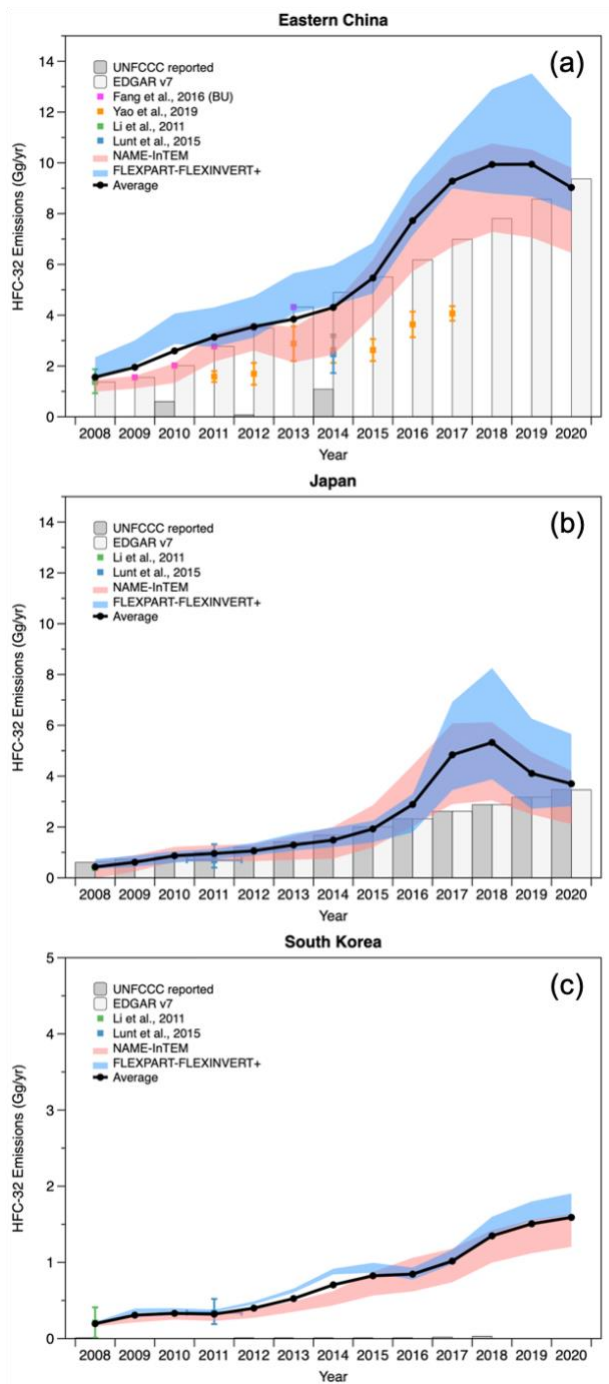 Eastern China
(a)
14
12
10
8
6
4
2
0
HFC-32 Emissions (Gg/yr)
UNFCCC reported
EDGAR v7
Fang et al., 2016 (BU)
Yao et al., 2019
Li et al., 2011
Lunt et al., 2015
NAME-InTEM
FLEXPART-FLEXINVERT+
Average
2008 2009 2010 2011 2012 2013 2014 2015 2016 2017 2018 2019 2020
Year
Japan
(b)
14
12
10
8
6
4
2
0
HFC-32 Emissions (Gg/yr)
UNFCCC reported
EDGAR v7
Li et al., 2011
Lunt et al., 2015
NAME-InTEM
FLEXPART-FLEXINVERT+
Average
2008 2009 2010 2011 2012 2013 2014 2015 2016 2017 2018 2019 2020
Year
South Korea
(c)
5
4
3
2
1
0
HFC-32 Emissions (Gg/yr)
UNFCCC reported
EDGAR v7
Li et al., 2011
Lunt et al., 2015
NAME-InTEM
FLEXPART-FLEXINVERT+
Average
2008 2009 2010 2011 2012 2013 2014 2015 2016 2017 2018 2019 2020
Year